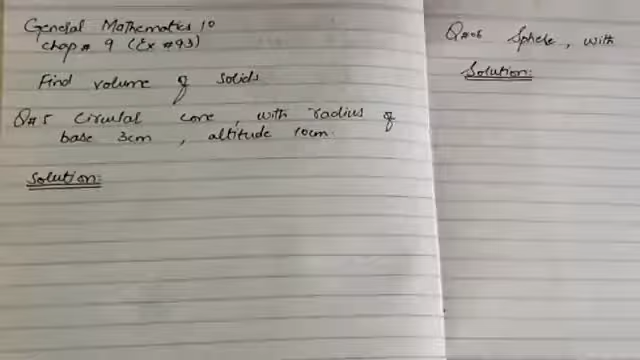 General Mathematics 10
chap # 9 (Ex # 9.3)
Find volume of solids
Q#5 Circular cone, with radius of
base 3cm, altitude 10cm.
Solution:
Q#06 Sphere, with
Solution: